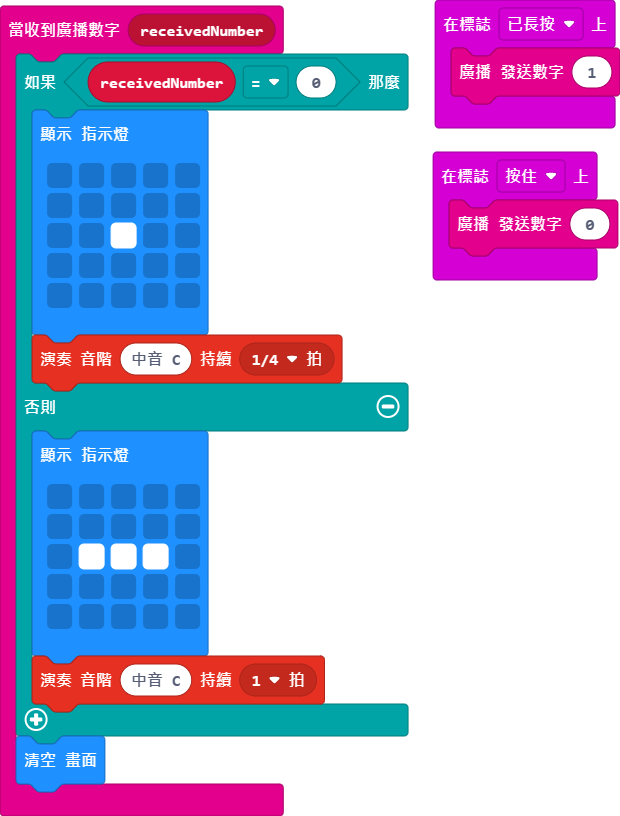 當收到廣播數字 receivedNumber
如果 receivedNumber = 0 那麼
顯示 指示燈
演奏 音階 中音 C 持續 1/4 拍
否則
顯示 指示燈
演奏 音階 中音 C 持續 1 拍
清空 畫面
在標誌 已長按 上
廣播 發送數字 1
在標誌 按住 上
廣播 發送數字 0